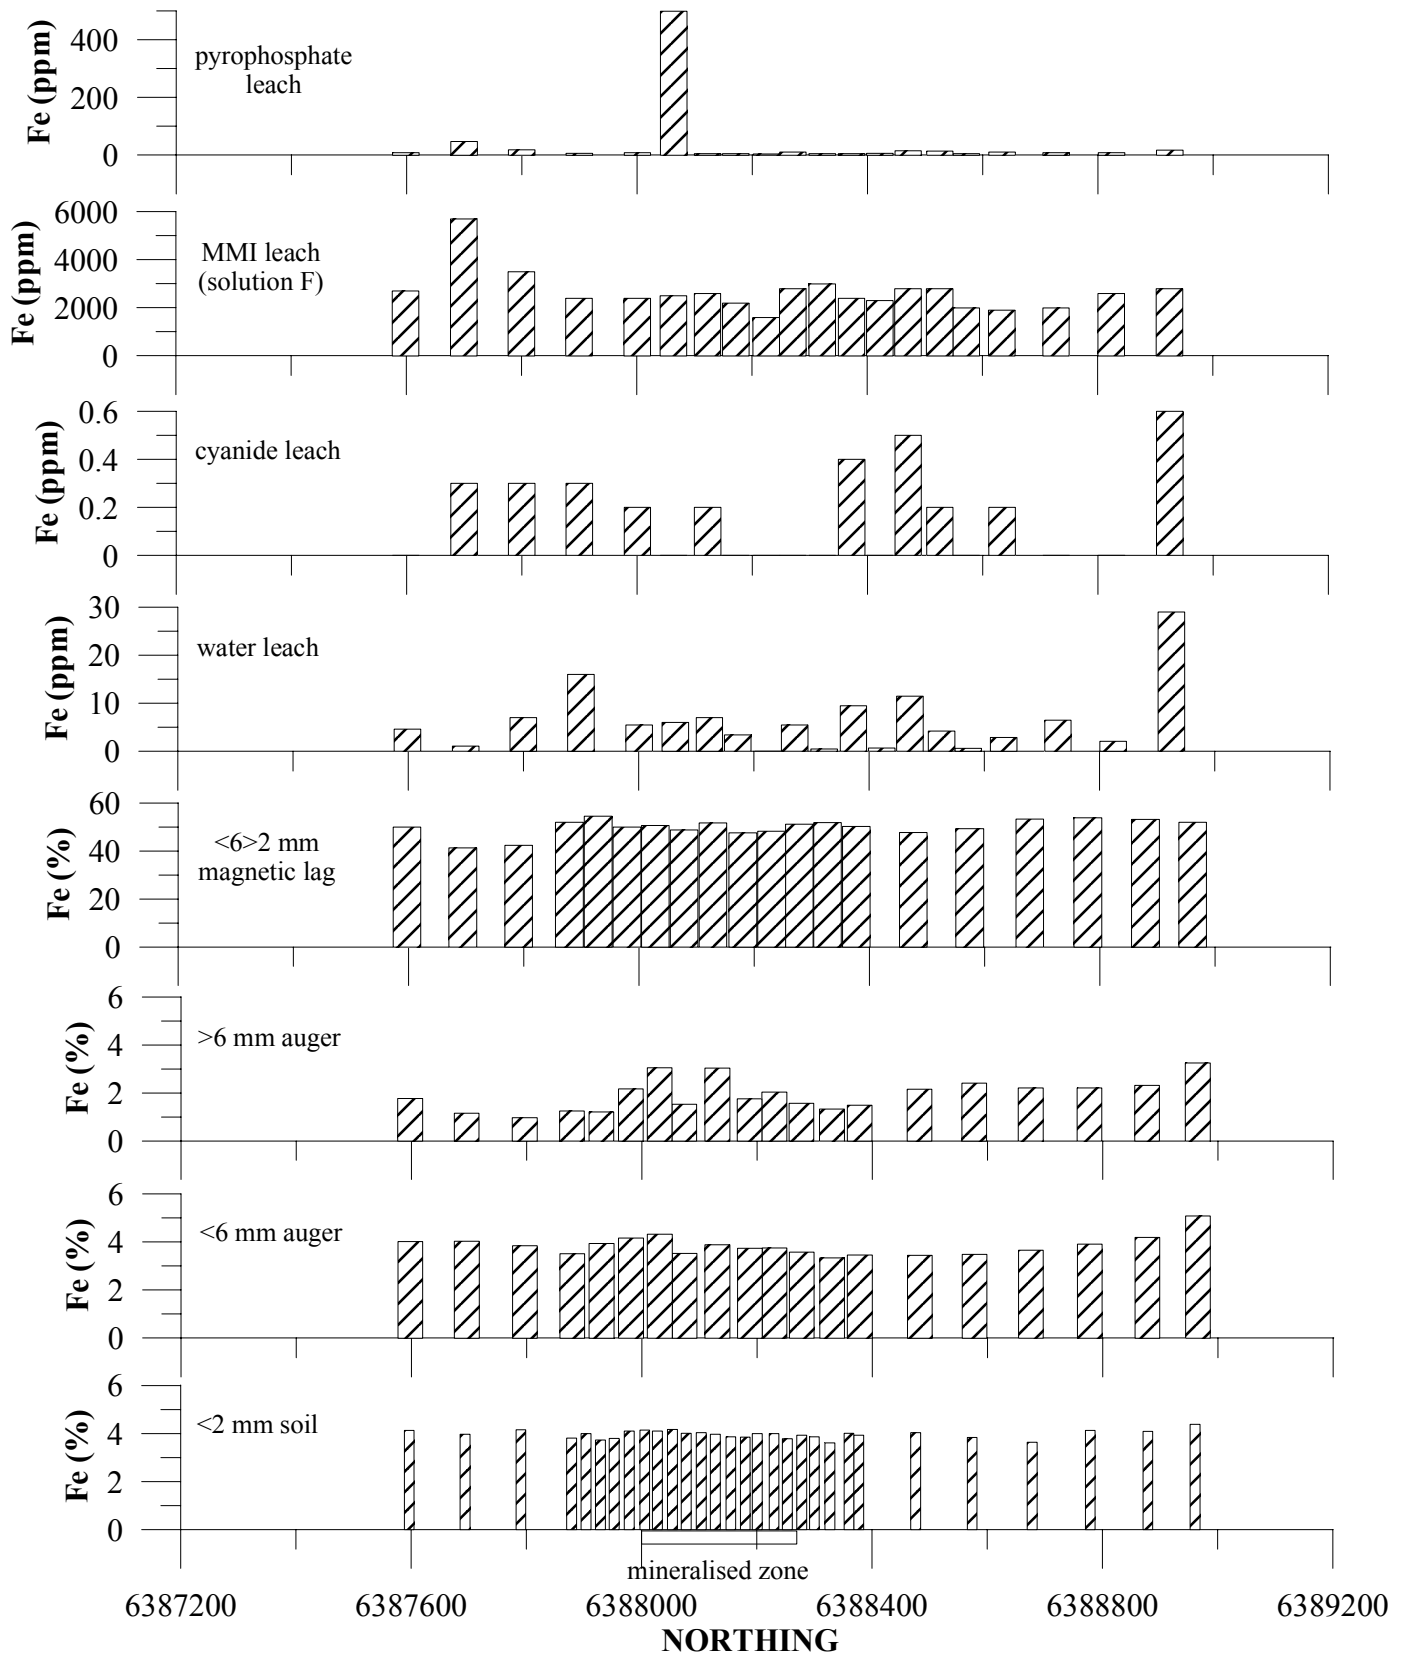 400
200
0
Fe (ppm)
pyrophosphate
leach
6000
4000
2000
0
Fe (ppm)
MMI leach
(solution F)
0.6
0.4
0.2
0
Fe (ppm)
cyanide leach
30
20
10
0
Fe (ppm)
water leach
60
40
20
0
Fe (%)
<6>2 mm
magnetic lag
6
4
2
0
Fe (%)
>6 mm auger
6
4
2
0
Fe (%)
<6 mm auger
6
4
2
0
Fe (%)
<2 mm soil
mineralised zone
6387200 6387600 6388000 6388400 6388800 6389200
NORTHING